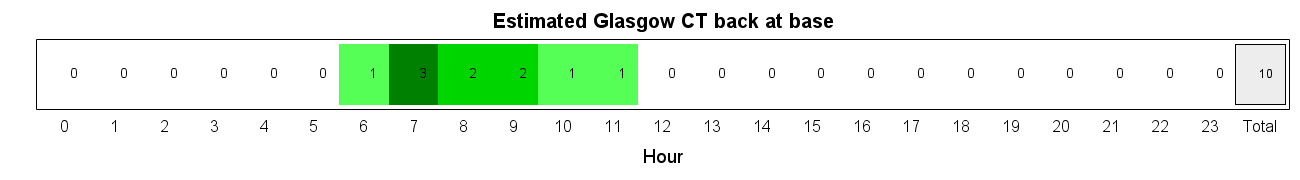 Estimated Glasgow CT back at base
0 0 0 0 0 0 1 3 2 2 1 1 0 0 0 0 0 0 0 0 0 0 0 0 10
0 1 2 3 4 5 6 7 8 9 10 11 12 13 14 15 16 17 18 19 20 21 22 23 Total
Hour